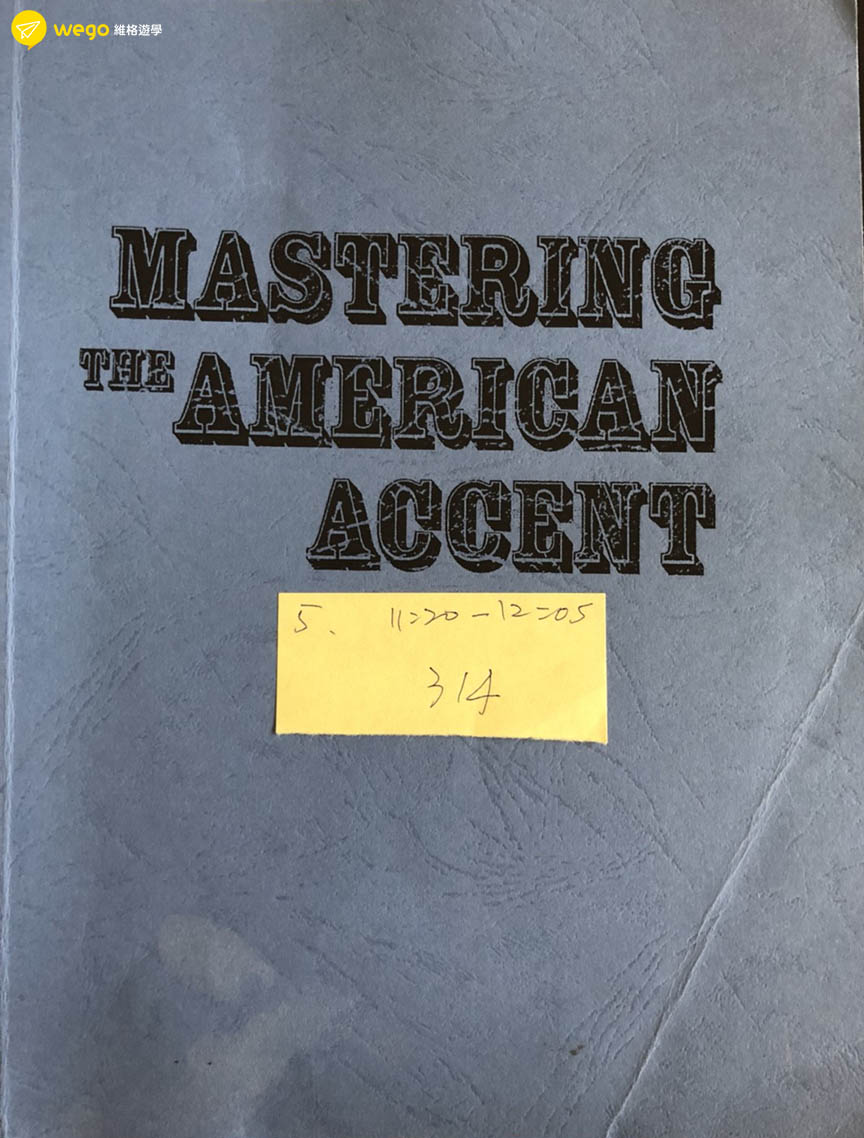 wego 維格遊學
MASTERING
THE AMERICAN
ACCENT
5、 11:20-12:05
314